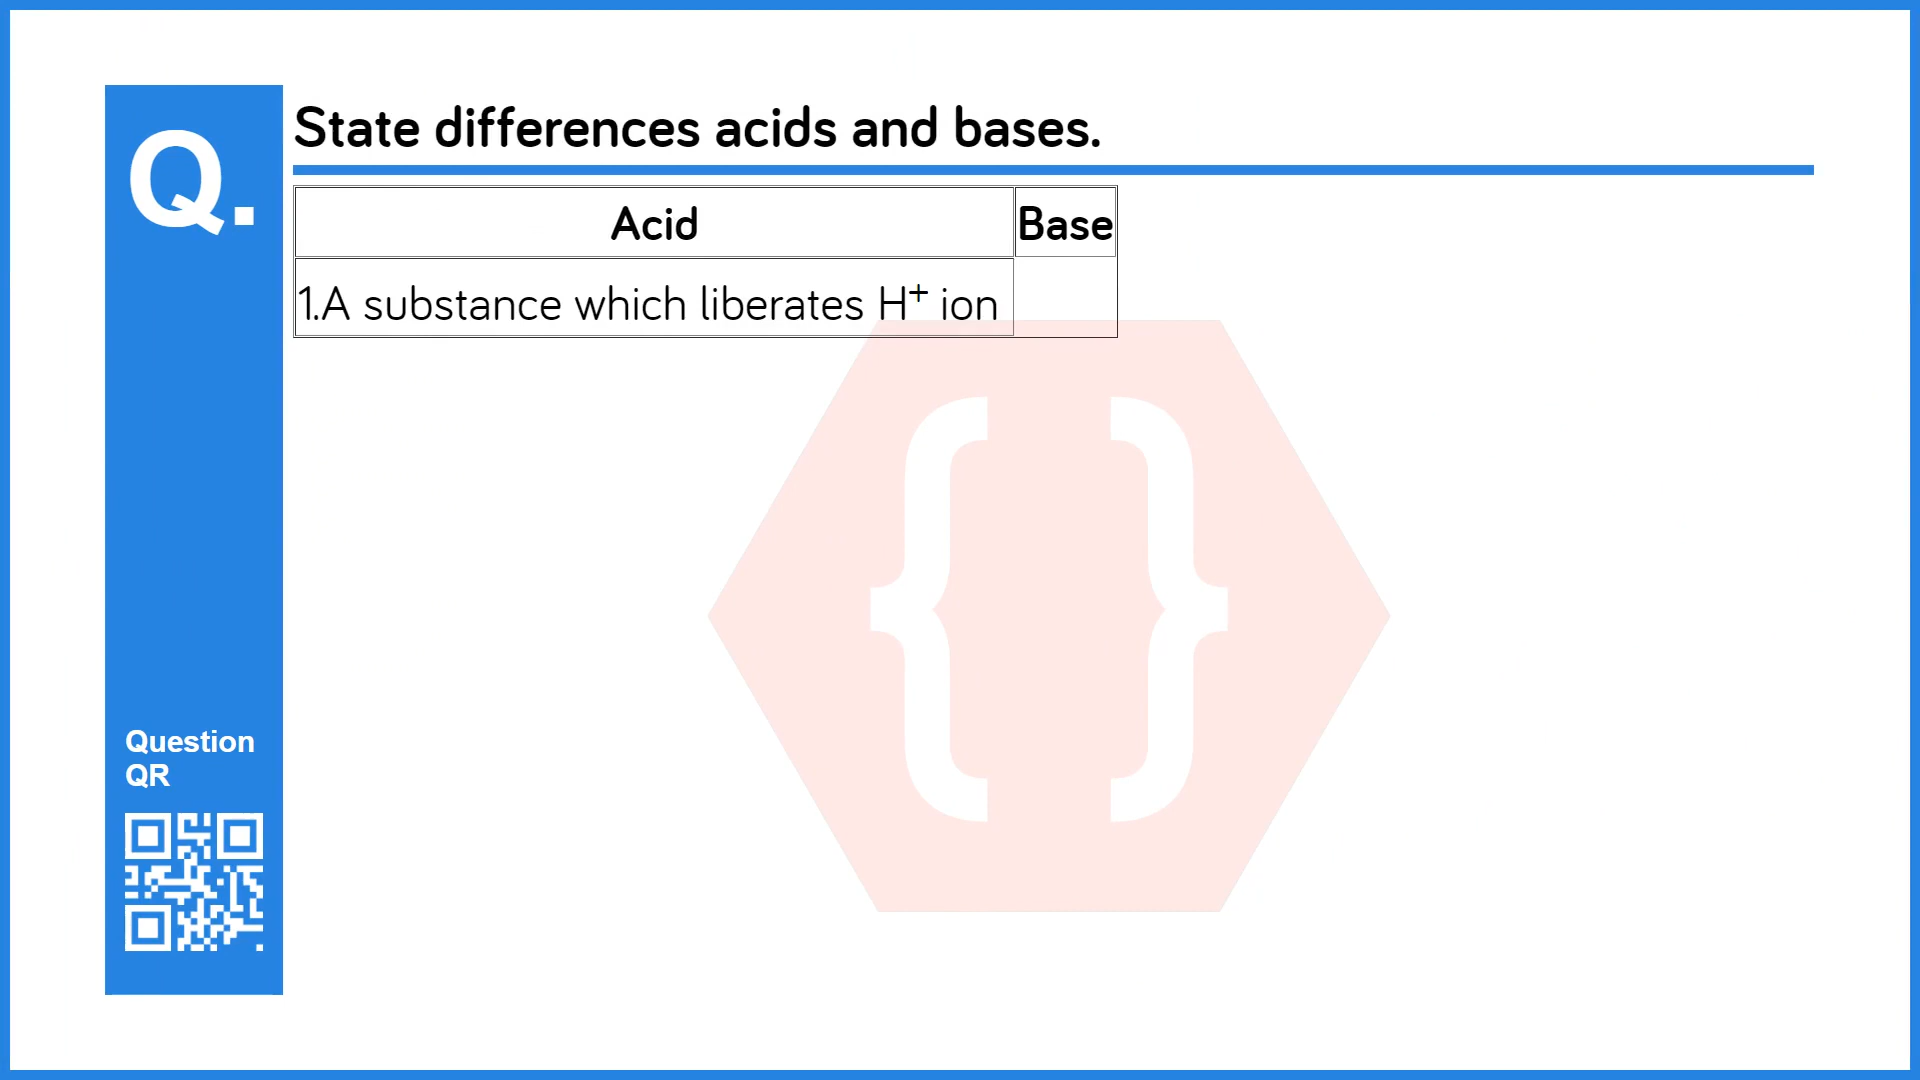 Q.
State differences acids and bases.
Acid Base
1.A substance which liberates H⁺ ion
Question
QR